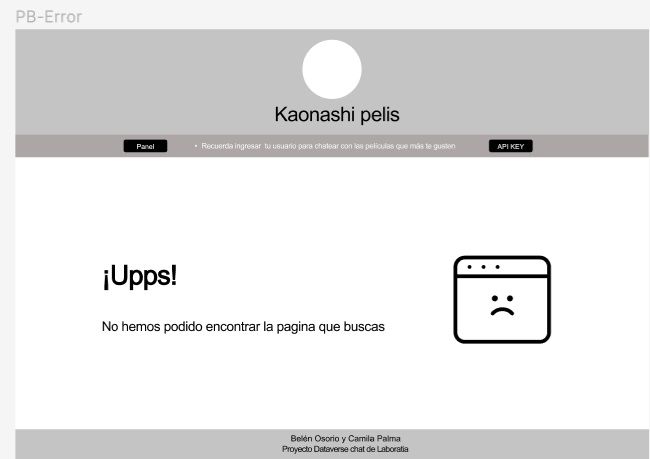 PB-Error
Kaonashi pelis
Panel
• Recuerda ingresar tu usuario para chatear con las películas que más te gusten
API KEY
¡Upps!
No hemos podido encontrar la pagina que buscas
Belén Osorio y Camila Palma
Proyecto Dataverse chat de Laboratia